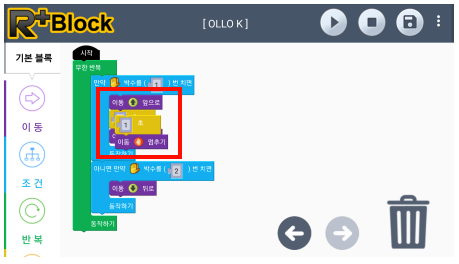 R+Block
[ OLLO K ]
기본 블록
이 동
조 건
반 복
시작
무한 반복
만약 박수를 ( 1 ) 번 치면
이동 앞으로
1 초
이동 멈추기
동작하기
아니면 만약 박수를 ( 2 ) 번 치면
이동 뒤로
동작하기
동작하기